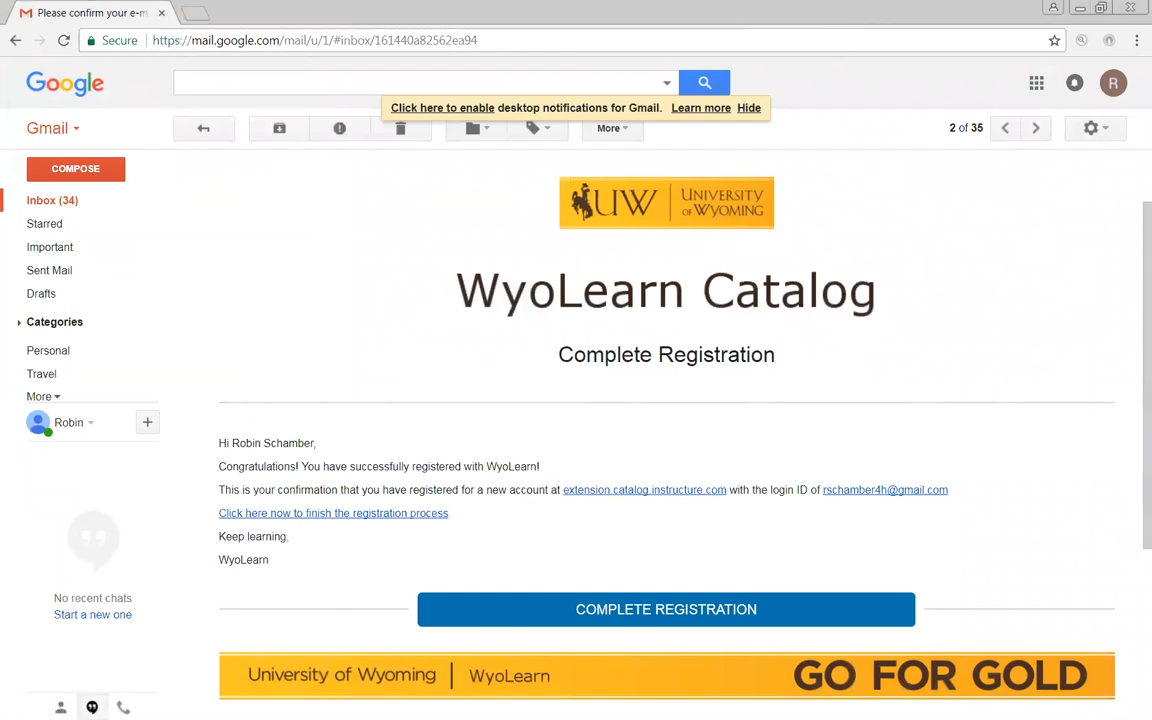 Please confirm your e-m
Secure
https://mail.google.com/mail/u/1/#inbox/161440a82562ea94
Google
Click here to enable desktop notifications for Gmail. Learn more Hide
R
Gmail
More
2 of 35
COMPOSE
Inbox (34)
Starred
Important
Sent Mail
Drafts
Categories
Personal
Travel
More
Robin
No recent chats
Start a new one
UW UNIVERSITY
OF WYOMING
WyoLearn Catalog
Complete Registration
Hi Robin Schamber,
Congratulations! You have successfully registered with WyoLearn!
This is your confirmation that you have registered for a new account at extension.catalog.instructure.com with the login ID of rschamber4h@gmail.com
Click here now to finish the registration process
Keep learning,
WyoLearn
COMPLETE REGISTRATION
University of Wyoming | WyoLearn GO FOR GOLD